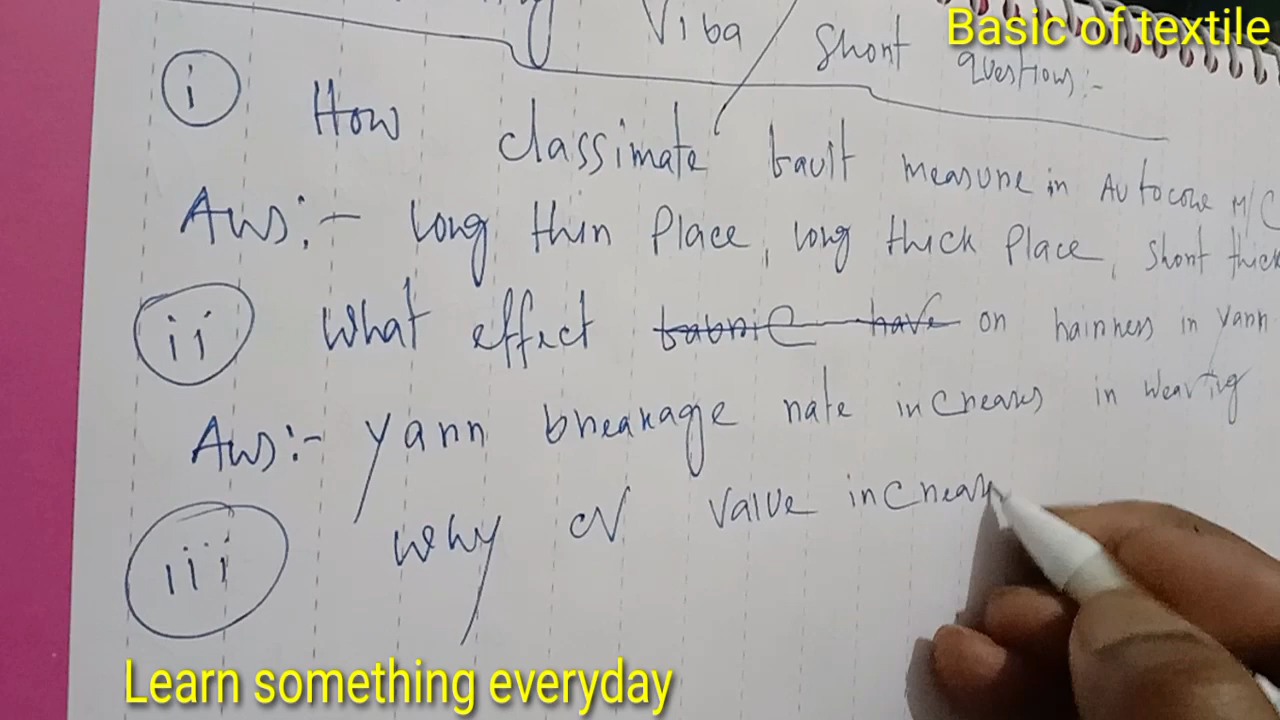 Basic of textile
Viba / Short questions:-
i How classimate fault measure in Autocone M/C
Ans:- Long thin Place, long thick Place, Short thick
ii What effect fabric have on hairness in Yarn
Ans:- Yarn breakage rate increases in weaving
iii Why CV value increas
Learn something everyday